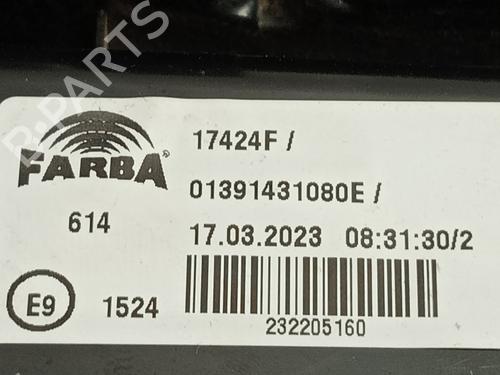 FARBA
614
E9
1524
17424F /
01391431080E /
17.03.2023 08:31:30/2
232205160
R-PARTS